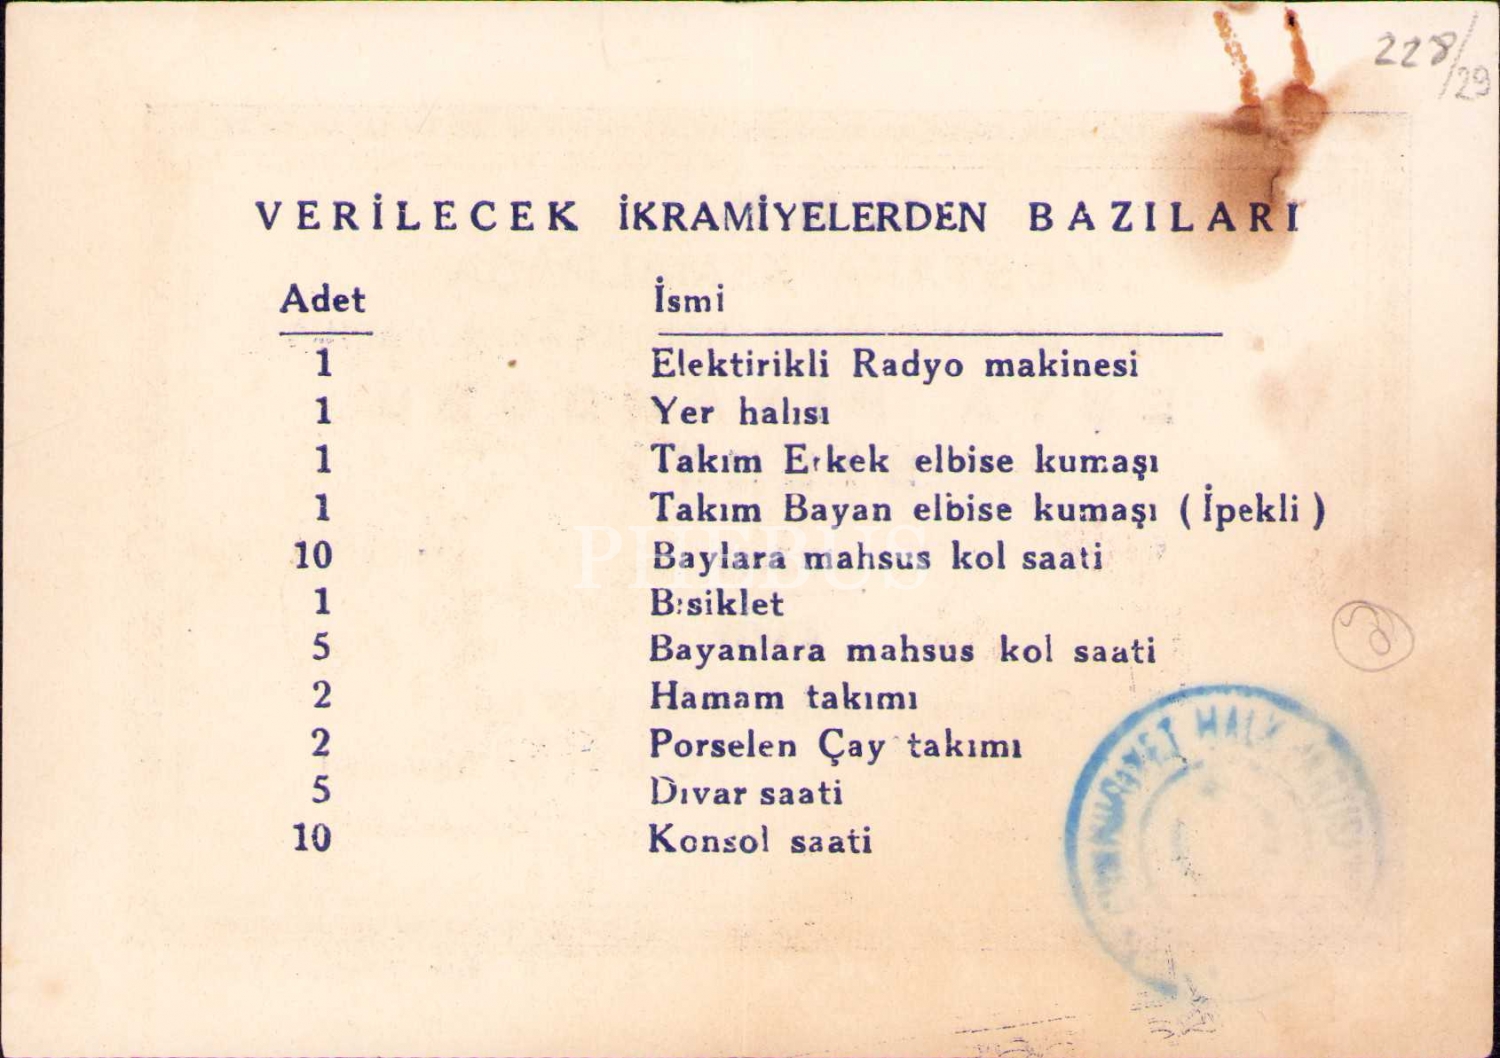 228/29
VERİLECEK İKRAMİYELERDEN BAZILARI
Adet İsmi
1 Elektirikli Radyo makinesi
1 Yer halısı
1 Takım Erkek elbise kumaşı
1 Takım Bayan elbise kumaşı ( İpekli )
10 Baylara mahsus kol saati
PHEBUS
1 Bisiklet
5 Bayanlara mahsus kol saati
2 Hamam takımı
2 Porselen Çay takımı
5 Dıvar saati
10 Konsol saati
HALK